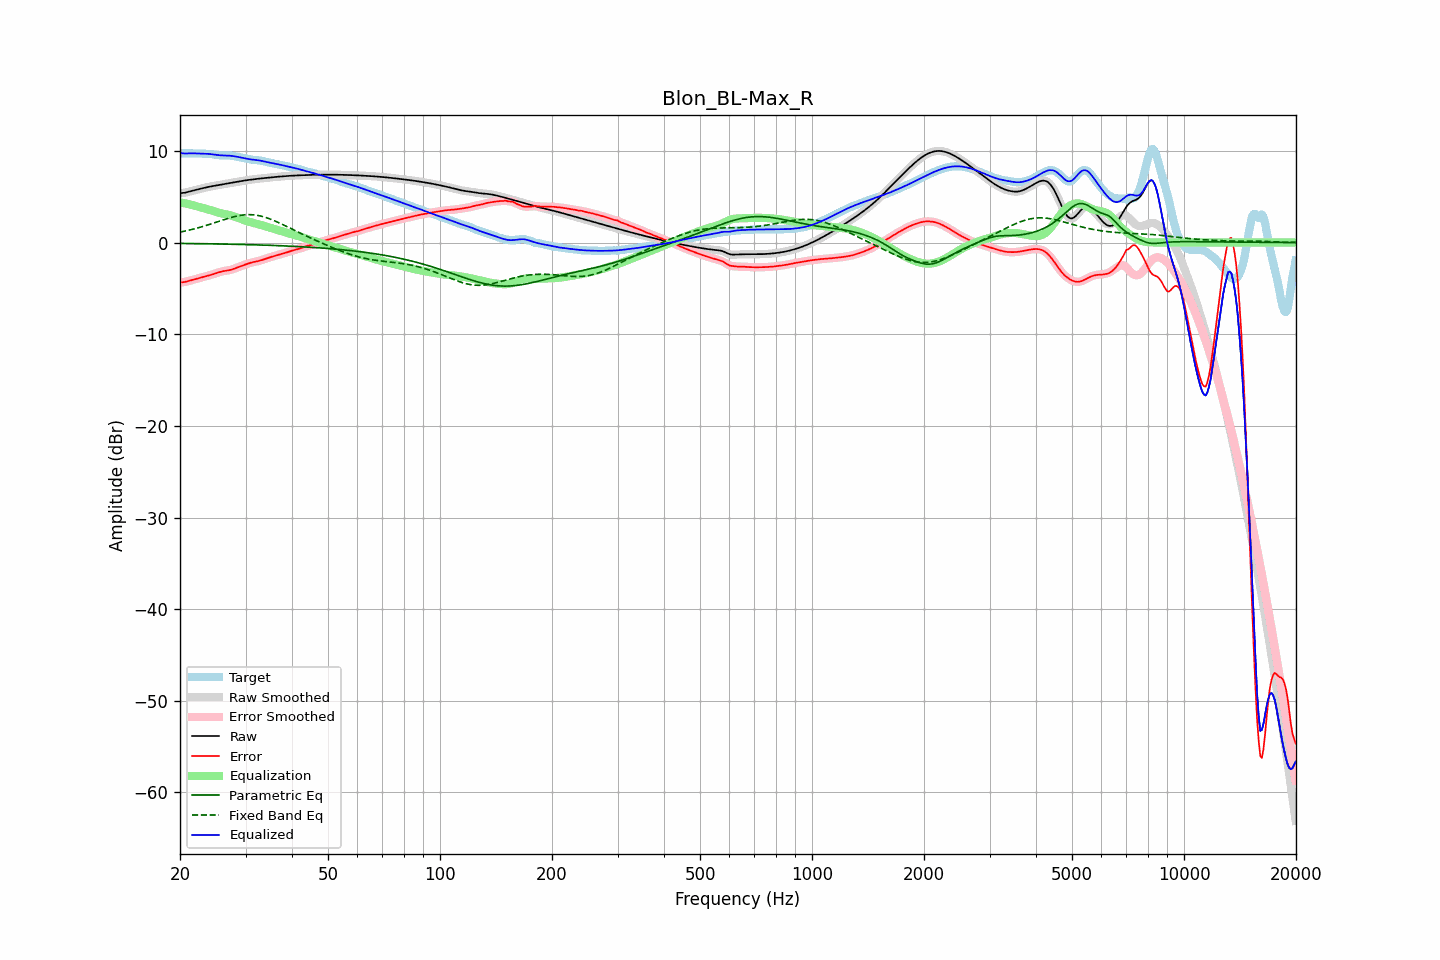 Blon_BL-Max_R
10
0
−10
−20
−30
−40
−50
−60
Amplitude (dBr)
Target
Raw Smoothed
Error Smoothed
Raw
Error
Equalization
Parametric Eq
Fixed Band Eq
Equalized
20 50 100 200 500 1000 2000 5000 10000 20000
Frequency (Hz)